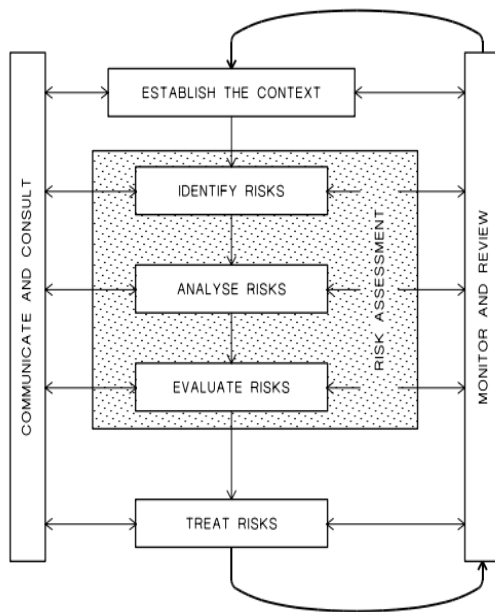 ESTABLISH THE CONTEXT
IDENTIFY RISKS
ANALYSE RISKS
EVALUATE RISKS
TREAT RISKS
COMMUNICATE AND CONSULT
RISK ASSESSMENT
MONITOR AND REVIEW